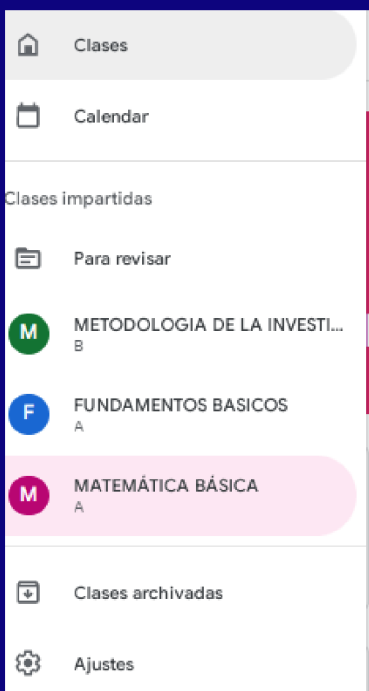 Clases
Calendar
Clases impartidas
Para revisar
M
METODOLOGIA DE LA INVESTI...
B
F
FUNDAMENTOS BASICOS
A
M
MATEMÁTICA BÁSICA
A
Clases archivadas
Ajustes